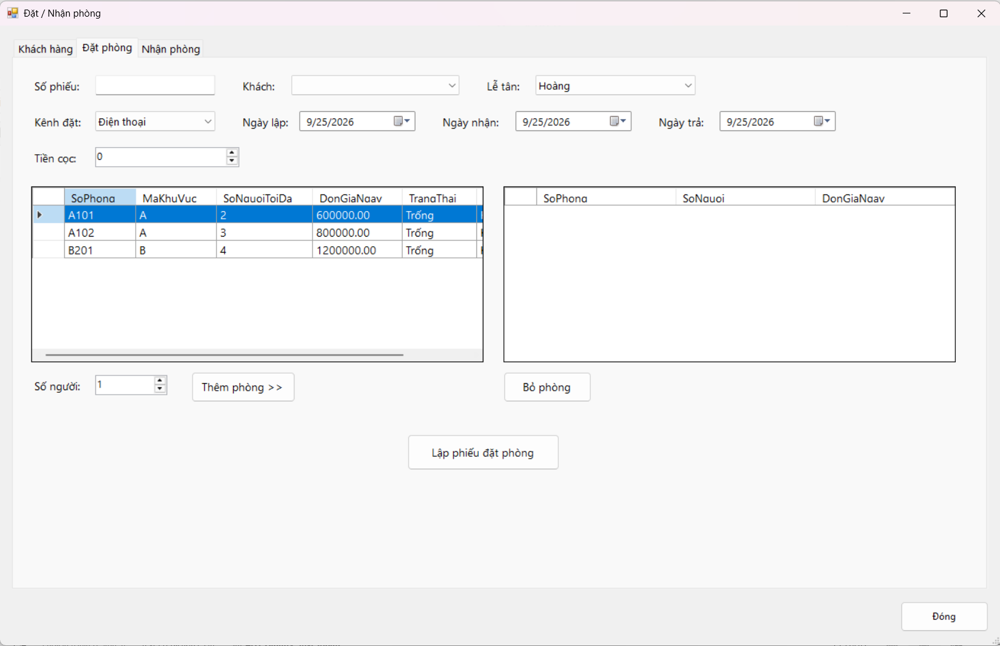 Đặt / Nhận phòng
Khách hàng Đặt phòng Nhận phòng
Số phiếu: Khách: Lễ tân: Hoàng
Kênh đặt: Điện thoại Ngày lập: 9/25/2026 Ngày nhận: 9/25/2026 Ngày trả: 9/25/2026
Tiền cọc: 0
SoPhong MaKhuVuc SoNguoiToiDa DonGiaNgay TrangThai
A101 A 2 600000.00 Trống
A102 A 3 800000.00 Trống
B201 B 4 1200000.00 Trống
SoPhong SoNguoi DonGiaNgay
Số người: 1 Thêm phòng >> Bỏ phòng
Lập phiếu đặt phòng
Đóng